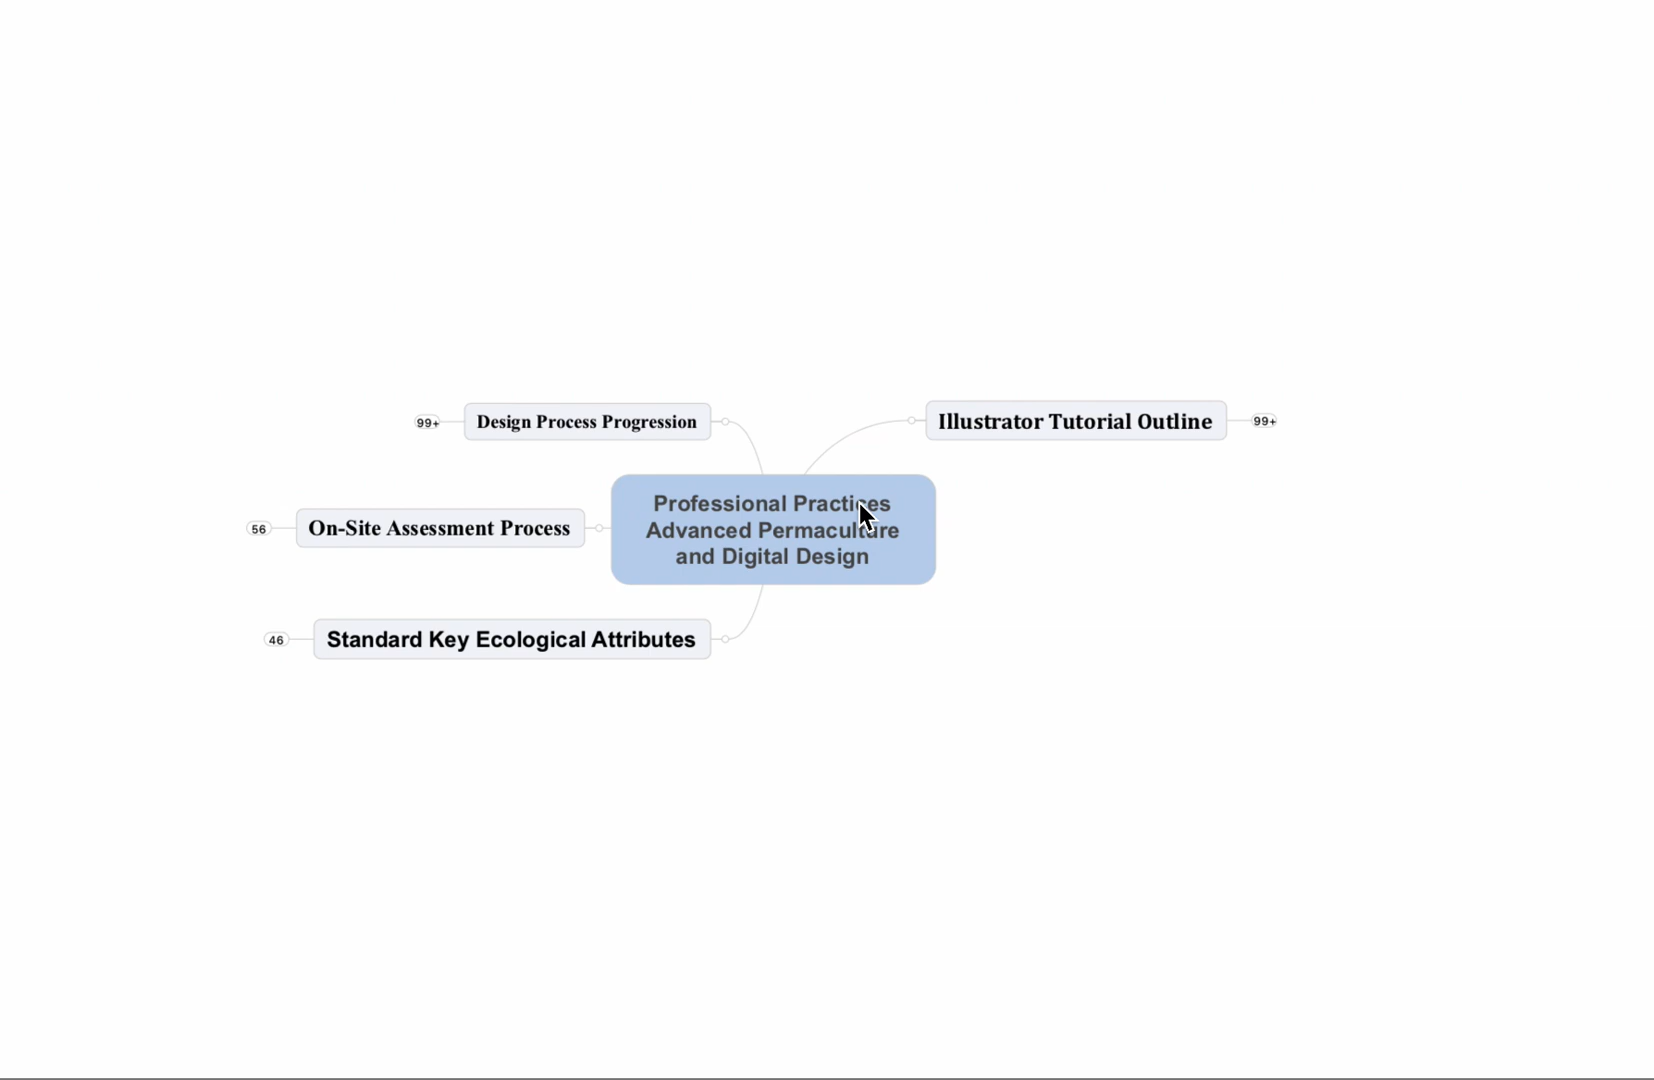 99+
Design Process Progression
Illustrator Tutorial Outline
99+
Professional Practices
Advanced Permaculture
and Digital Design
56
On-Site Assessment Process
46
Standard Key Ecological Attributes